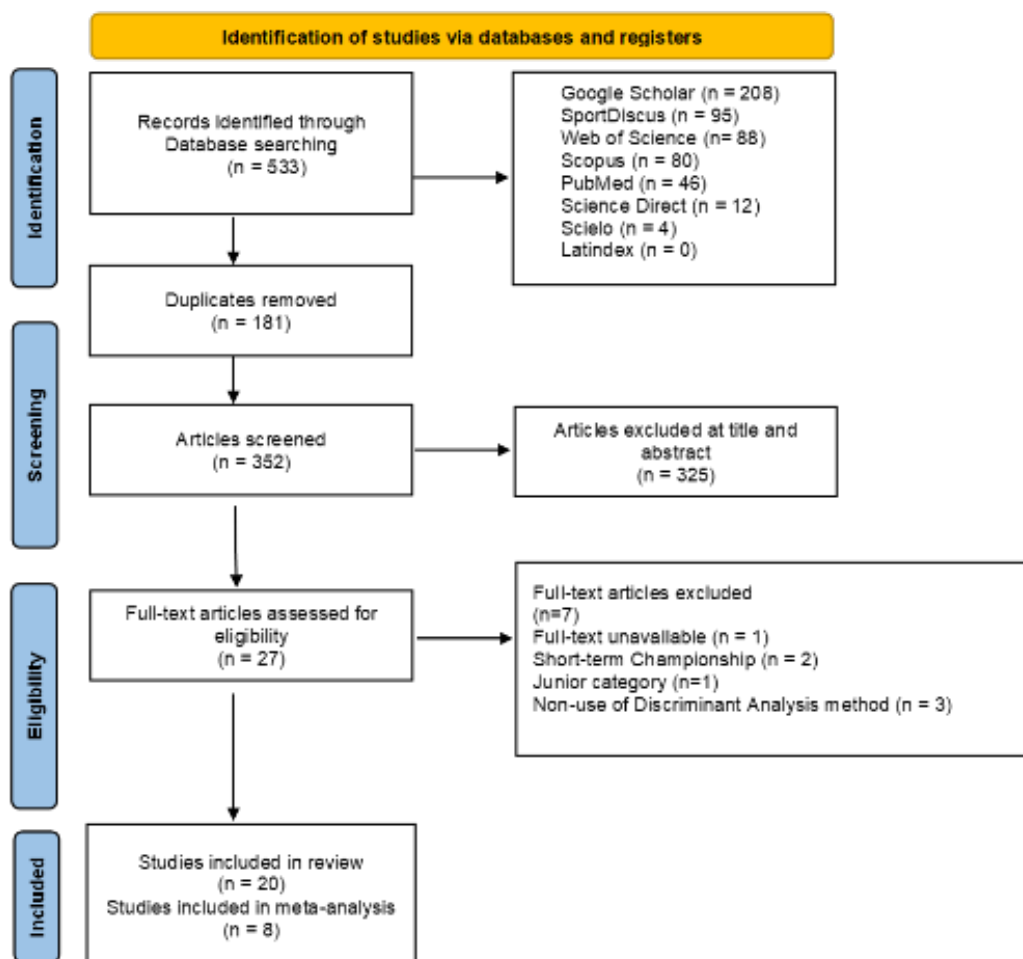 Identification of studies via databases and registers
Identification
Records Identified through
Database searching
(n = 533)
Google Scholar (n = 208)
SportDiscus (n = 95)
Web of Science (n= 88)
Scopus (n = 80)
PubMed (n = 46)
Science Direct (n = 12)
Scielo (n = 4)
Latindex (n = 0)
Duplicates removed
(n = 181)
Screening
Articles screened
(n = 352)
Articles excluded at title and
abstract
(n = 325)
Eligibility
Full-text articles assessed for
eligibility
(n = 27)
Full-text articles excluded
(n=7)
Full-text unavailable (n = 1)
Short-term Championship (n = 2)
Junior category (n=1)
Non-use of Discriminant Analysis method (n = 3)
Included
Studies included in review
(n = 20)
Studies included in meta-analysis
(n = 8)